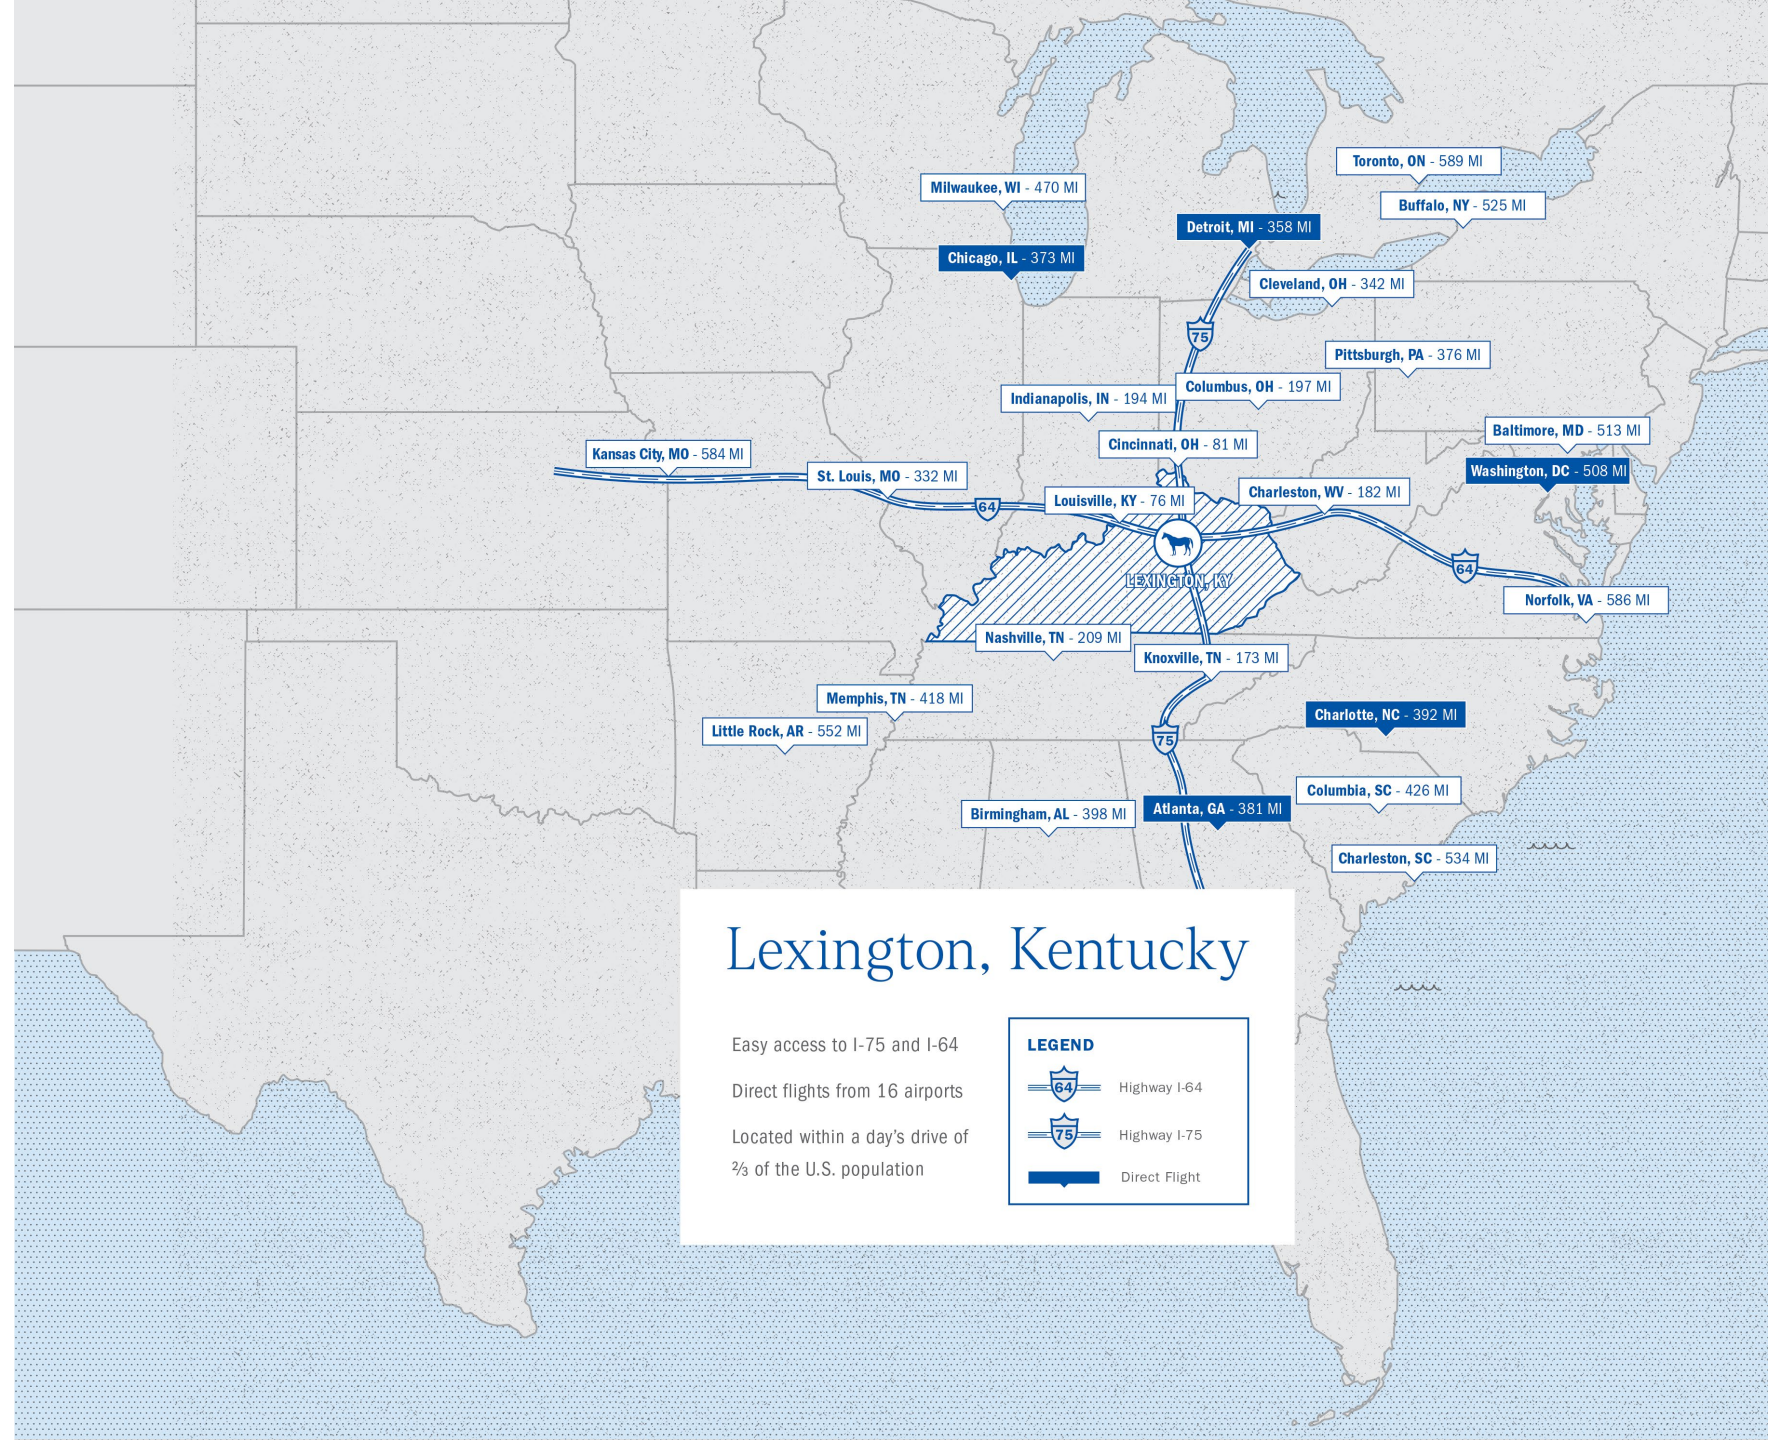 Toronto, ON - 589 MI
Milwaukee, WI - 470 MI
Buffalo, NY - 525 MI
Detroit, MI - 358 MI
Chicago, IL - 373 MI
Cleveland, OH - 342 MI
75
Pittsburgh, PA - 376 MI
Columbus, OH - 197 MI
Indianapolis, IN - 194 MI
Baltimore, MD - 513 MI
Cincinnati, OH - 81 MI
Kansas City, MO - 584 MI
Washington, DC - 508 MI
St. Louis, MO - 332 MI
Charleston, WV - 182 MI
Louisville, KY - 76 MI
64
64
LEXINGTON, KY
Norfolk, VA - 586 MI
Nashville, TN - 209 MI
Knoxville, TN - 173 MI
Memphis, TN - 418 MI
Charlotte, NC - 392 MI
Little Rock, AR - 552 MI
75
Columbia, SC - 426 MI
Atlanta, GA - 381 MI
Birmingham, AL - 398 MI
Charleston, SC - 534 MI
Lexington, Kentucky
Easy access to I-75 and I-64
Direct flights from 16 airports
Located within a day's drive of
⅔ of the U.S. population
LEGEND
64 Highway I-64
75 Highway I-75
Direct Flight